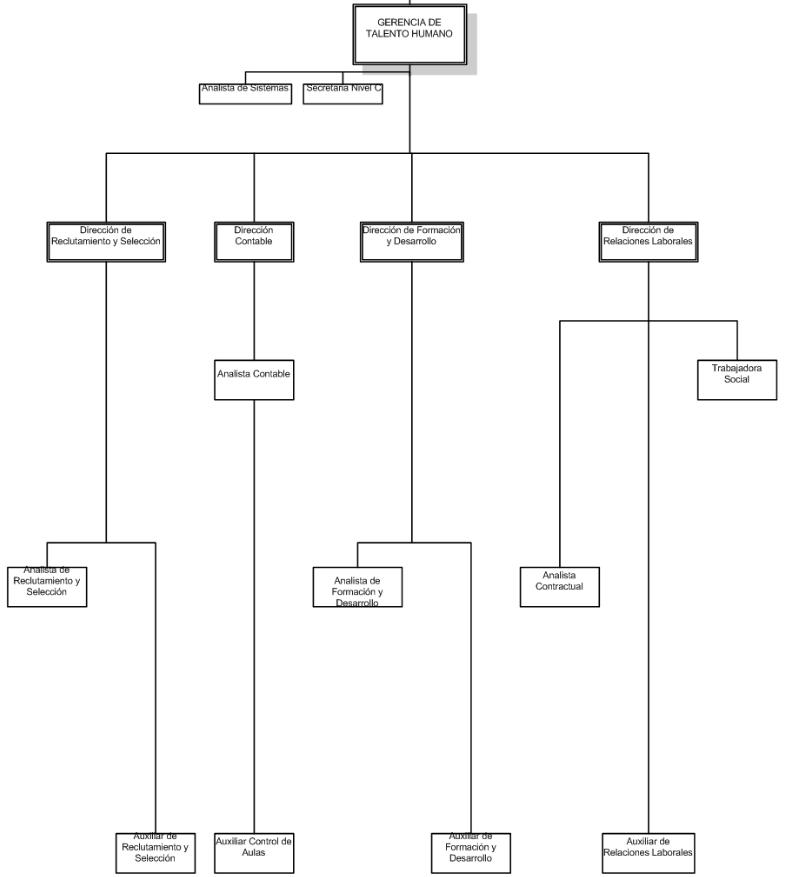 GERENCIA DE
TALENTO HUMANO
Analista de Sistemas
Secretaria Nivel C
Dirección de
Reclutamiento y Selección
Dirección
Contable
Dirección de Formación
y Desarrollo
Dirección de
Relaciones Laborales
Analista Contable
Trabajadora
Social
Analista de
Reclutamiento y
Selección
Analista de
Formación y
Desarrollo
Analista
Contractual
Auxiliar de
Reclutamiento y
Selección
Auxiliar Control de
Aulas
Auxiliar de
Formación y
Desarrollo
Auxiliar de
Relaciones Laborales